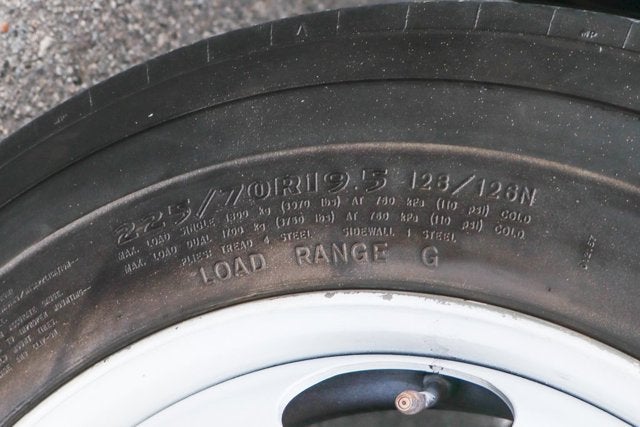 225/70R19.5 128/126N
MAX. LOAD SINGLE 1800 kg (3970 lbs) AT 760 kPa (110 psi) COLD
MAX. LOAD DUAL 1700 kg (3750 lbs) AT 760 kPa (110 psi) COLD
PLIES: TREAD 4 STEEL SIDEWALL 1 STEEL
LOAD RANGE G